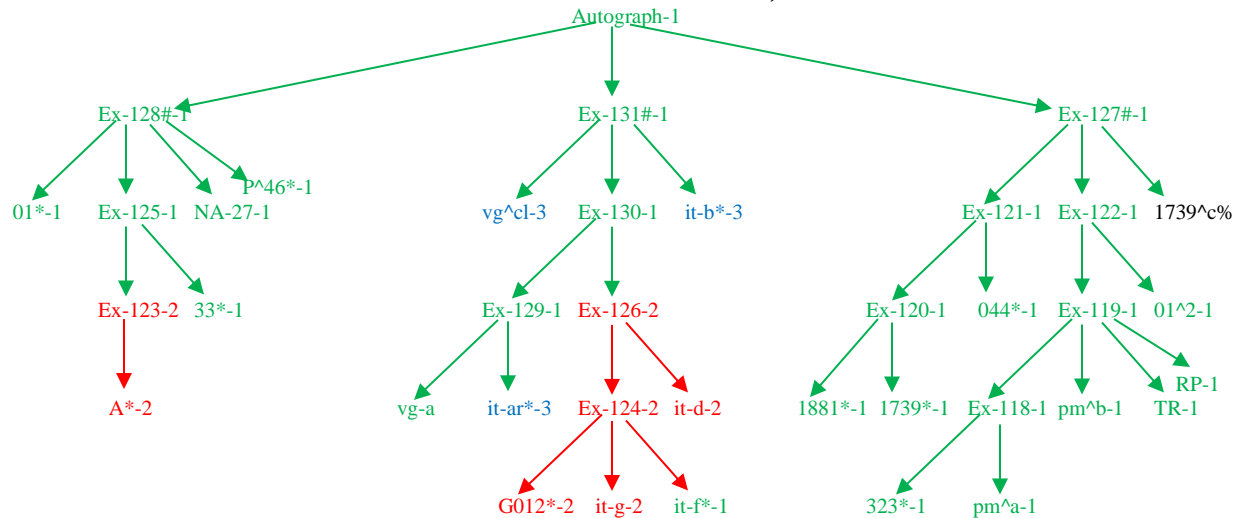 Autograph-1
Ex-128#-1 Ex-131#-1 Ex-127#-1
P^46*-1
01*-1 Ex-125-1 NA-27-1 vg^cl-3 Ex-130-1 it-b*-3 Ex-121-1 Ex-122-1 1739^c%
Ex-123-2 33*-1 Ex-129-1 Ex-126-2 Ex-120-1 044*-1 Ex-119-1 01^2-1
RP-1
A*-2 vg-a it-ar*-3 Ex-124-2 it-d-2 1881*-1 1739*-1 Ex-118-1 pm^b-1 TR-1
G012*-2 it-g-2 it-f*-1 323*-1 pm^a-1